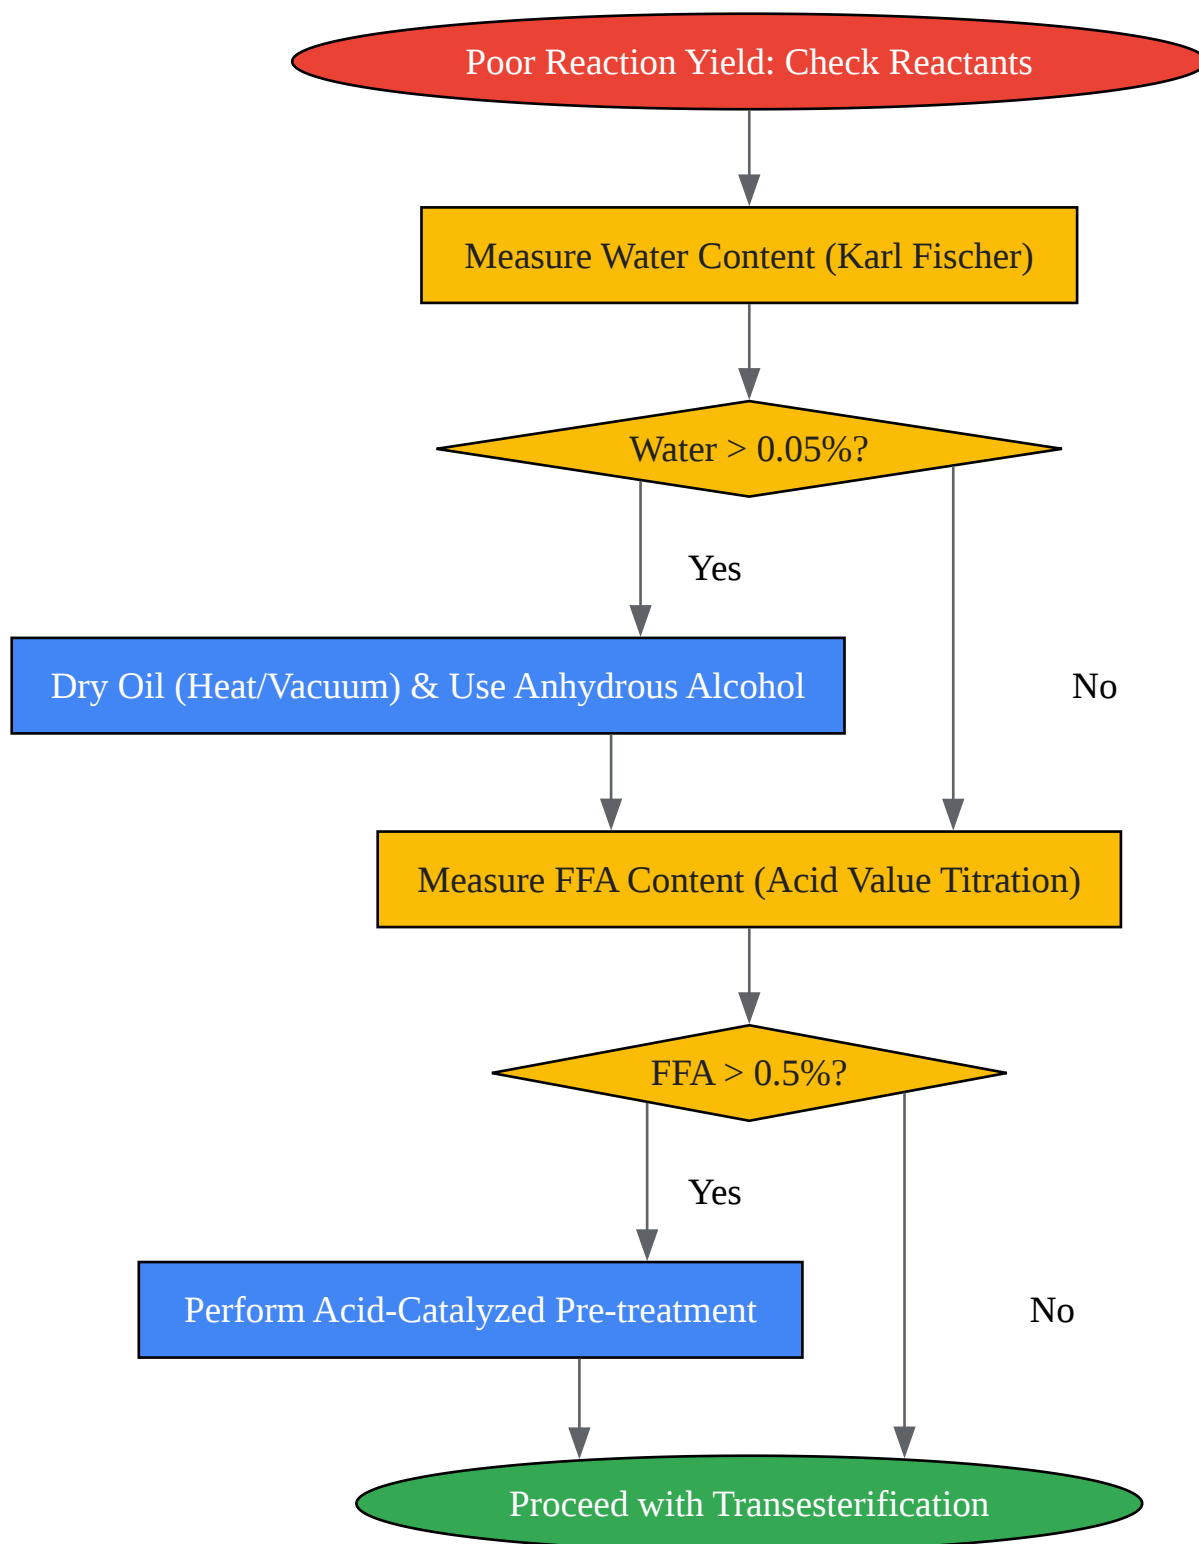 Poor Reaction Yield: Check Reactants
Measure Water Content (Karl Fischer)
Water > 0.05%?
Yes
Dry Oil (Heat/Vacuum) & Use Anhydrous Alcohol
No
Measure FFA Content (Acid Value Titration)
FFA > 0.5%?
Yes
Perform Acid-Catalyzed Pre-treatment
No
Proceed with Transesterification